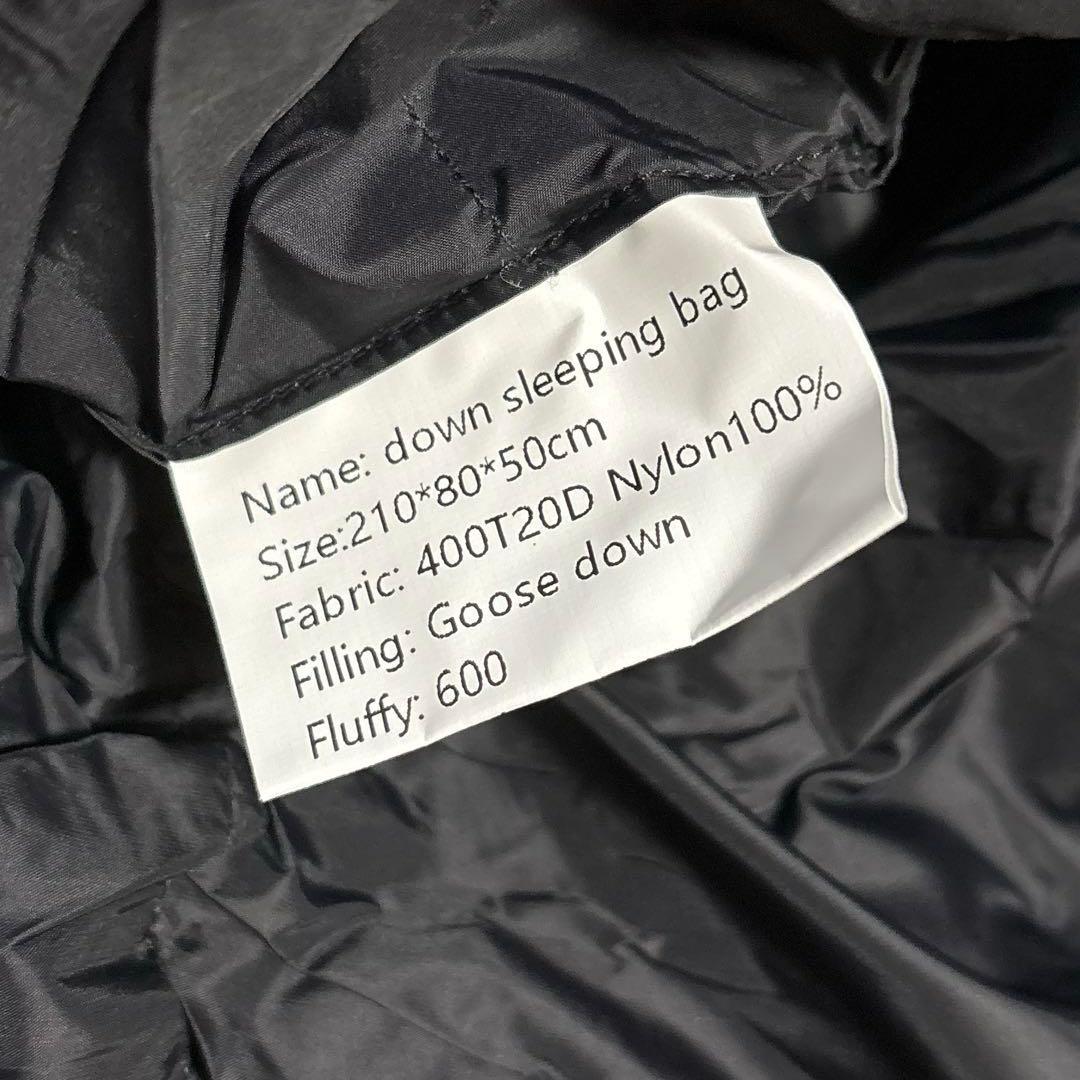 Name: down sleeping bag
Size:210*80*50cm
Fabric: 400T20D Nylon100%
Filling: Goose down
Fluffy: 600